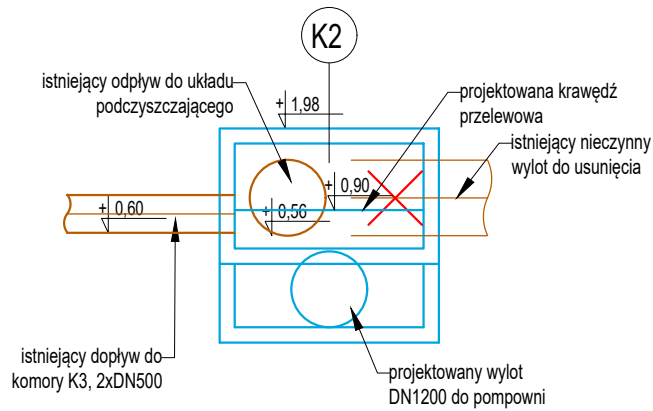 K2
istniejący odpływ do układu
podczyszczającego
+ 1,98
projektowana krawędź
przelewowa
istniejący nieczynny
wylot do usunięcia
+ 0,90
+ 0,60
+ 0,56
istniejący dopływ do
komory K3, 2xDN500
projektowany wylot
DN1200 do pompowni